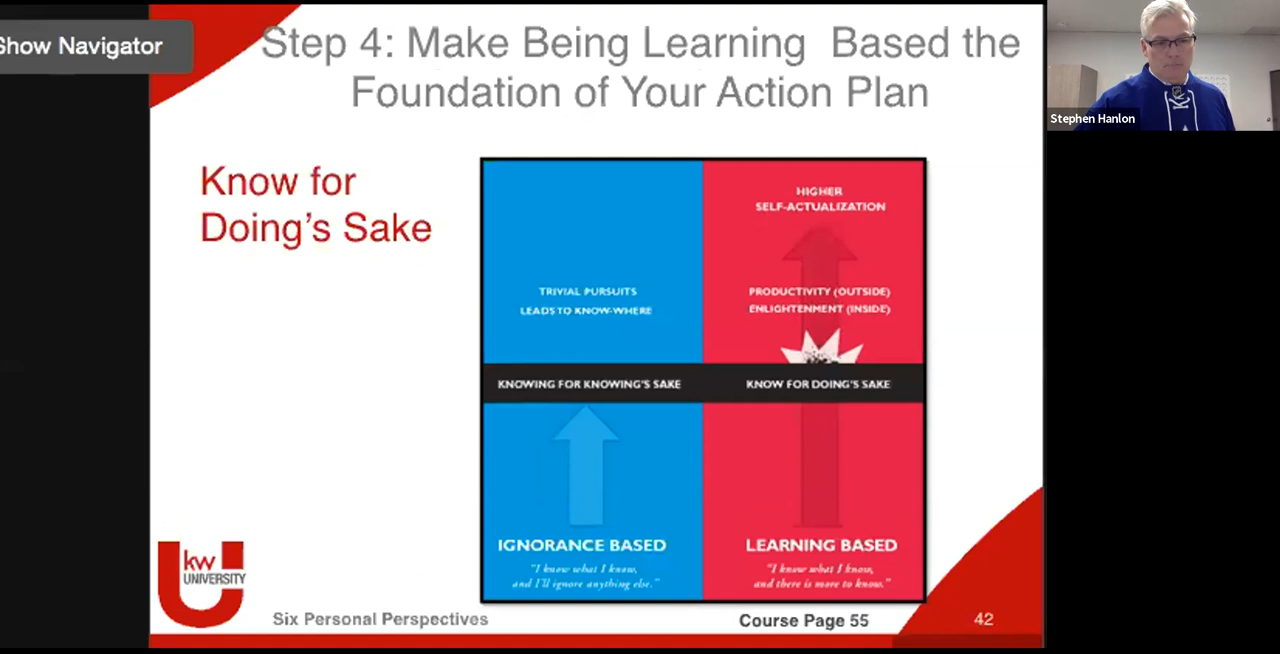 Show Navigator
Step 4: Make Being Learning Based the
Foundation of Your Action Plan
Stephen Hanlon
Know for
Doing's Sake
HIGHER
SELF-ACTUALIZATION
TRIVIAL PURSUITS
LEADS TO KNOW-WHERE
PRODUCTIVITY (OUTSIDE)
ENLIGHTENMENT (INSIDE)
KNOWING FOR KNOWING'S SAKE
KNOW FOR DOING'S SAKE
IGNORANCE BASED
"I know what I know,
and I'll ignore anything else."
LEARNING BASED
"I know what I know,
and there is more to know."
kw
UNIVERSITY
Six Personal Perspectives
Course Page 55
42